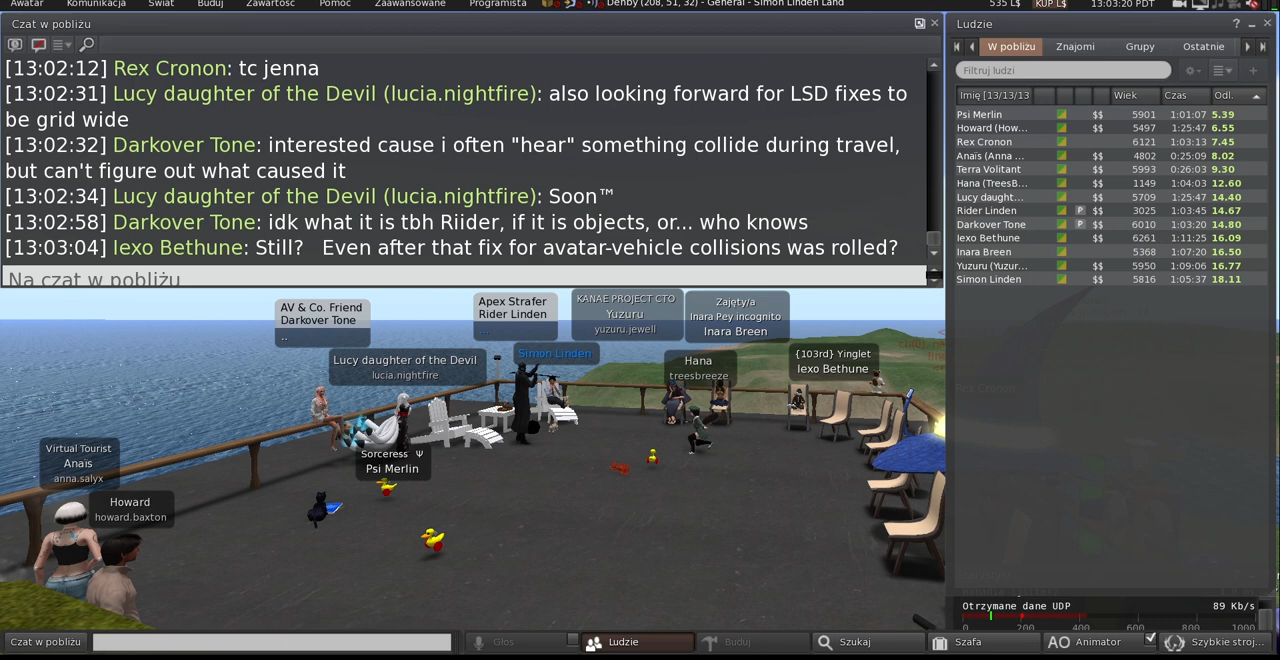 Awatar Komunikacja Świat Buduj Zawartość Pomoc Zaawansowane Programista Denby (208, 51, 32) - General - Simon Linden Land 535 L$ KUP L$ 13:03:20 PDT
Czat w pobliżu
[13:02:12] Rex Cronon: tc jenna
[13:02:31] Lucy daughter of the Devil (lucia.nightfire): also looking forward for LSD fixes to
be grid wide
[13:02:32] Darkover Tone: interested cause i often "hear" something collide during travel,
but can't figure out what caused it
[13:02:34] Lucy daughter of the Devil (lucia.nightfire): Soon™
[13:02:58] Darkover Tone: idk what it is tbh Riider, if it is objects, or... who knows
[13:03:04] Iexo Bethune: Still?   Even after that fix for avatar-vehicle collisions was rolled?
Na czat w pobliżu
Ludzie
W pobliżu Znajomi Grupy Ostatnie
Filtruj ludzi
Imię [13/13/13 Wiek Czas Odl.
Psi Merlin $$ 5901 1:01:07 5.39
Howard (How... $$ 5497 1:25:47 6.55
Rex Cronon 6121 1:03:13 7.45
Anaïs (Anna ... $$ 4802 0:25:09 8.02
Terra Volitant $$ 5993 0:26:03 9.30
Hana (TreesB... $$ 1149 1:04:03 12.60
Lucy daught... $$ 5709 1:25:47 14.40
Rider Linden P $$ 3025 1:03:45 14.67
Darkover Tone P $$ 6010 1:03:20 14.80
Iexo Bethune $$ 6261 1:11:25 16.09
Inara Breen 5368 1:07:20 16.50
Yuzuru (Yuzur... $$ 5950 1:09:06 16.77
Simon Linden $$ 5816 1:05:37 18.11
AV & Co. Friend
Darkover Tone
..
Apex Strafer
Rider Linden
...
KANAE PROJECT CTO
Yuzuru
yuzuru.jewell
Zajęty/a
Inara Pey incognito
Inara Breen
Lucy daughter of the Devil
lucia.nightfire
Simon Linden
Hana
treesbreeze
{103rd} Yinglet
Iexo Bethune
Rex Cronon
Sorceress Ψ
Psi Merlin
Virtual Tourist
Anaïs
anna.salyx
Howard
howard.baxton
Otrzymane dane UDP 89 Kb/s
0 200 400 600 800 1000
Czat w pobliżu Głos Ludzie Buduj Szukaj Szafa AO Animator Szybkie stroj...